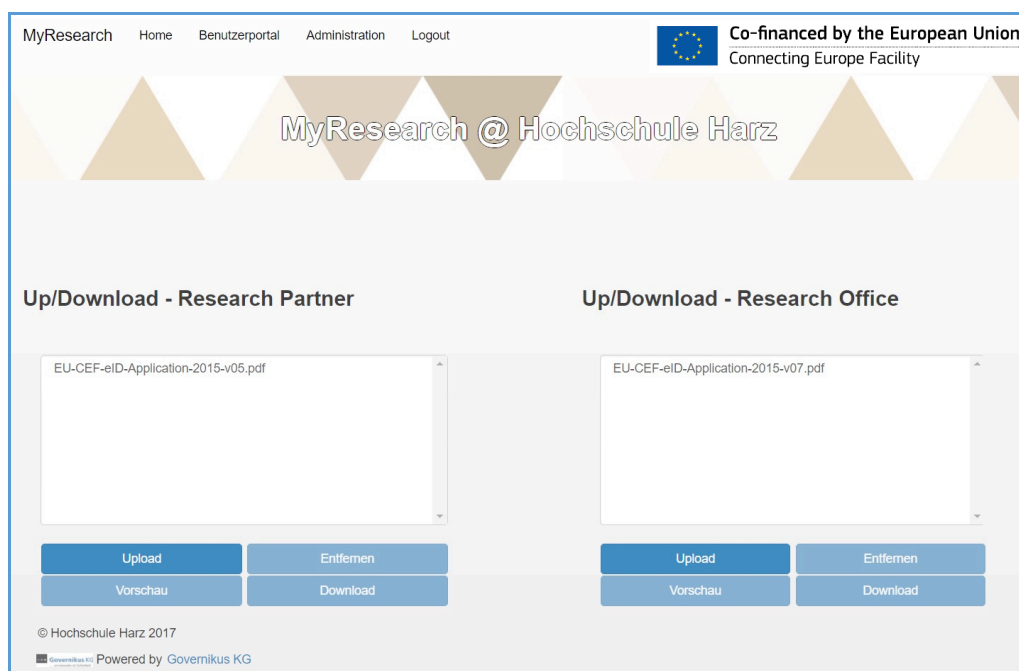 MyResearch Home Benutzerportal Administration Logout
Co-financed by the European Union
Connecting Europe Facility
MyResearch @ Hochschule Harz
Up/Download - Research Partner
EU-CEF-eID-Application-2015-v05.pdf
Upload Entfernen
Vorschau Download
Up/Download - Research Office
EU-CEF-eID-Application-2015-v07.pdf
Upload Entfernen
Vorschau Download
© Hochschule Harz 2017
Governikus KG Powered by Governikus KG